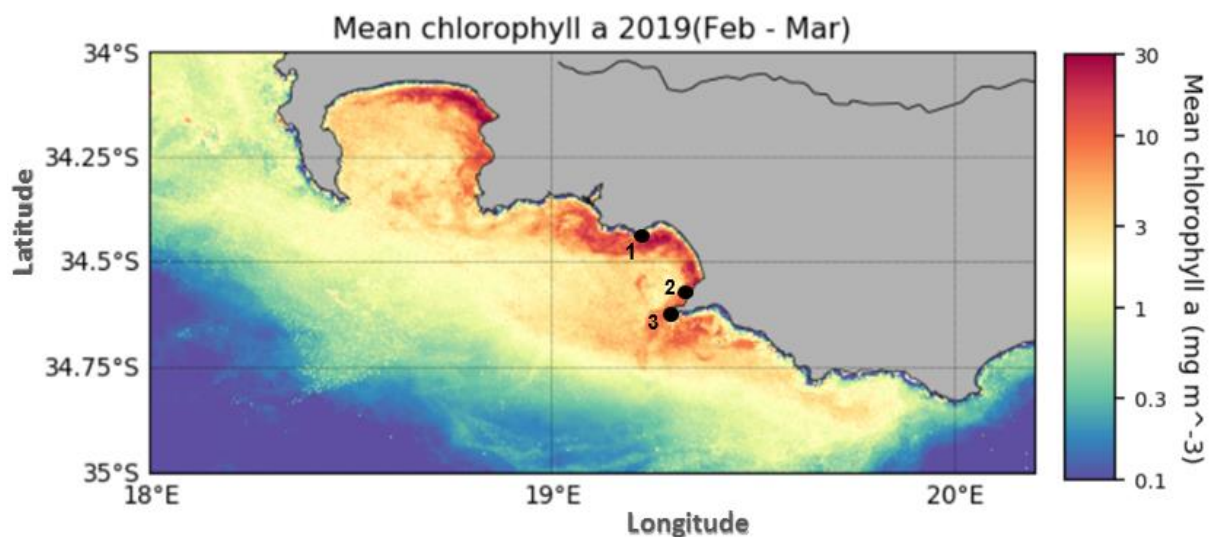 Mean chlorophyll a 2019(Feb - Mar)
34°S
34.25°S
34.5°S
34.75°S
35°S
Latitude
18°E
19°E
20°E
Longitude
1
2
3
30
10
3
1
0.3
0.1
Mean chlorophyll a (mg m^-3)